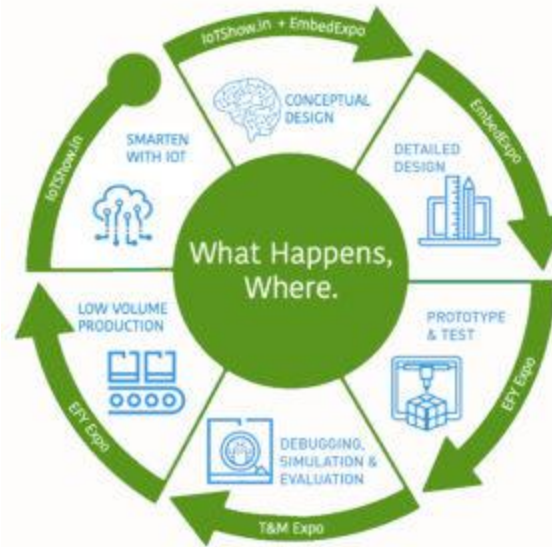 What Happens,
Where.
IoTShow.in + EmbedExpo
CONCEPTUAL
DESIGN
EmbedExpo
DETAILED
DESIGN
EFY Expo
PROTOTYPE
& TEST
T&M Expo
DEBUGGING,
SIMULATION &
EVALUATION
EFY Expo
LOW VOLUME
PRODUCTION
IoTShow.in
SMARTEN
WITH IOT